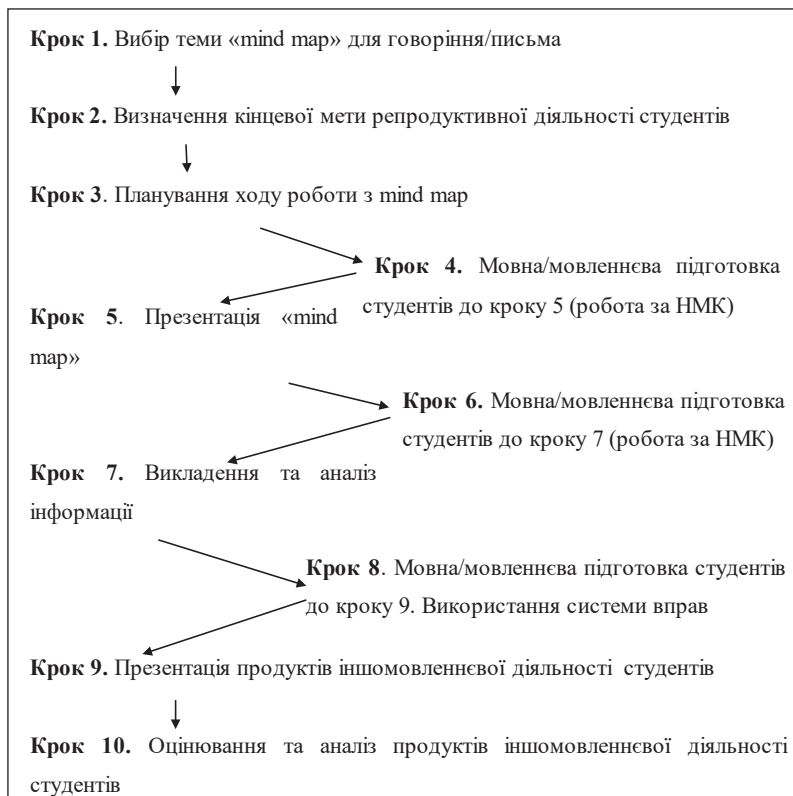 Крок 1. Вибір теми «mind map» для говоріння/письма
Крок 2. Визначення кінцевої мети репродуктивної діяльності студентів
Крок 3. Планування ходу роботи з mind map
Крок 4. Мовна/мовленнєва підготовка
студентів до кроку 5 (робота за НМК)
Крок 5. Презентація «mind
map»
Крок 6. Мовна/мовленнєва підготовка
студентів до кроку 7 (робота за НМК)
Крок 7. Викладення та аналіз
інформації
Крок 8. Мовна/мовленнєва підготовка студентів
до кроку 9. Використання системи вправ
Крок 9. Презентація продуктів іншомовленнєвої діяльності студентів
Крок 10. Оцінювання та аналіз продуктів іншомовленнєвої діяльності
студентів